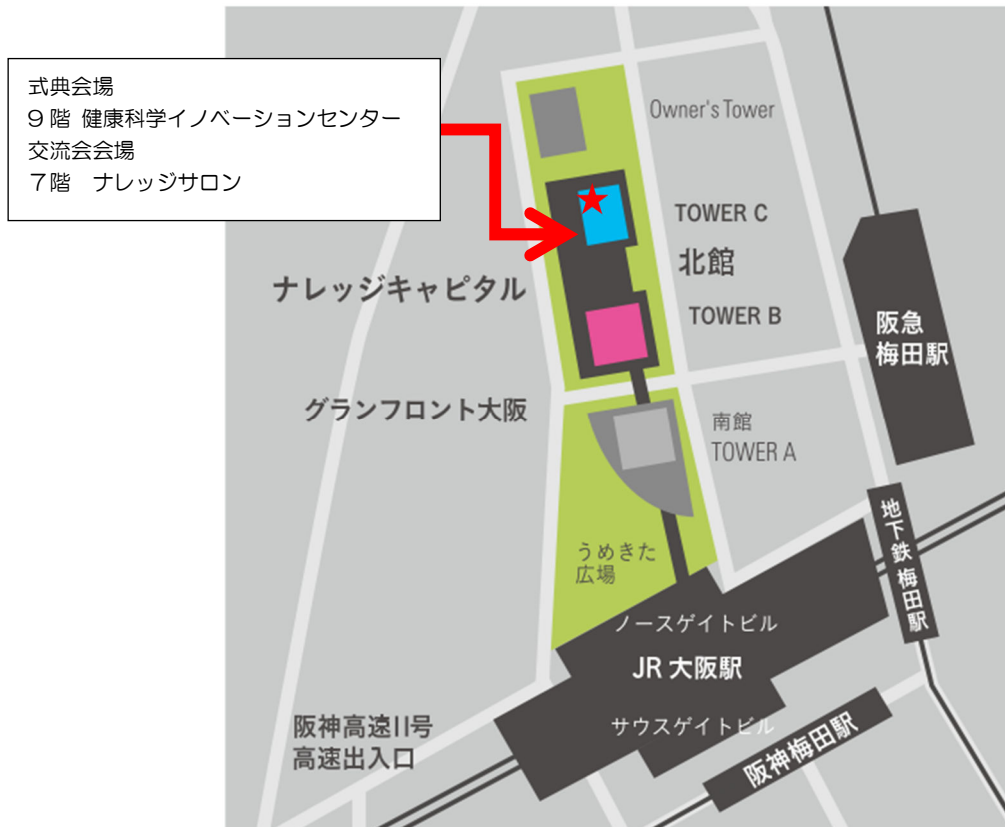 式典会場
9階 健康科学イノベーションセンター
交流会会場
7階　ナレッジサロン
Owner's Tower
TOWER C
北館
ナレッジキャピタル
TOWER B
阪急
梅田駅
グランフロント大阪
南館
TOWER A
うめきた
広場
地下鉄 梅田駅
ノースゲイトビル
JR 大阪駅
サウスゲイトビル
阪神高速11号
高速出入口
阪神梅田駅